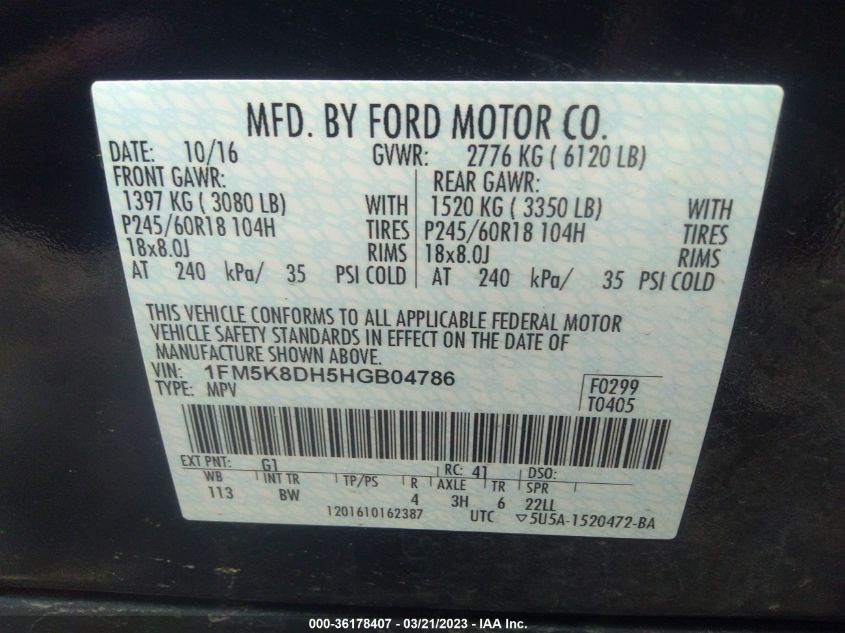 MFD. BY FORD MOTOR CO.
DATE: 10/16 GVWR: 2776 KG ( 6120 LB)
FRONT GAWR: REAR GAWR:
1397 KG ( 3080 LB) WITH 1520 KG ( 3350 LB) WITH
P245/60R18 104H TIRES P245/60R18 104H TIRES
18x8.0J RIMS 18x8.0J RIMS
AT 240 kPa/ 35 PSI COLD AT 240 kPa/ 35 PSI COLD
THIS VEHICLE CONFORMS TO ALL APPLICABLE FEDERAL MOTOR
VEHICLE SAFETY STANDARDS IN EFFECT ON THE DATE OF
MANUFACTURE SHOWN ABOVE.
VIN: 1FM5K8DH5HGB04786 F0299
TYPE: MPV T0405
EXT PNT: G1 RC: 41 DSO:
WB INT TR TP/PS R AXLE TR SPR
113 BW 4 3H 6 22LL
1201610162387 UTC ▽5U5A-1520472-BA
000-36178407 / 03/21/2023 - IAA Inc.